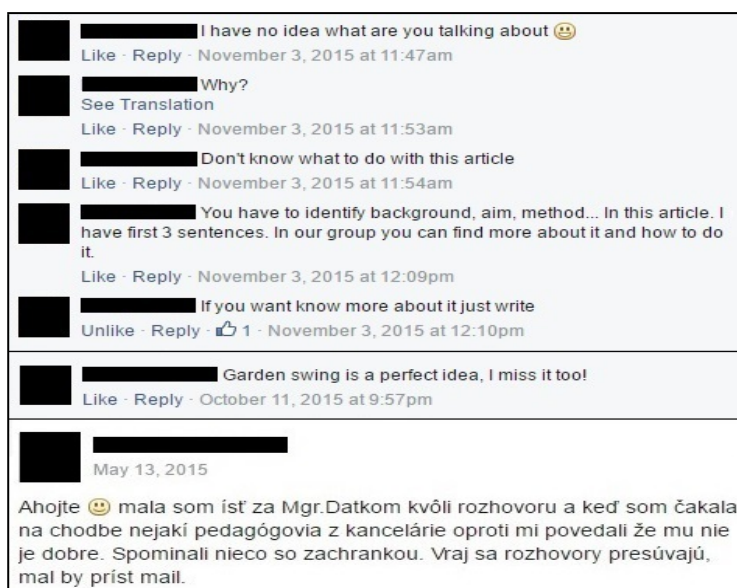 I have no idea what are you talking about 😃
Like · Reply · November 3, 2015 at 11:47am
Why?
See Translation
Like · Reply · November 3, 2015 at 11:53am
Don't know what to do with this article
Like · Reply · November 3, 2015 at 11:54am
You have to identify background, aim, method... In this article. I
have first 3 sentences. In our group you can find more about it and how to do
it.
Like · Reply · November 3, 2015 at 12:09pm
If you want know more about it just write
Unlike · Reply · 👍 1 · November 3, 2015 at 12:10pm
Garden swing is a perfect idea, I miss it too!
Like · Reply · October 11, 2015 at 9:57pm
May 13, 2015
Ahojte 😃 mala som ísť za Mgr.Datkom kvôli rozhovoru a keď som čakala
na chodbe nejakí pedagógovia z kancelárie oproti mi povedali že mu nie
je dobre. Spominali nieco so zachrankou. Vraj sa rozhovory presúvajú,
mal by príst mail.